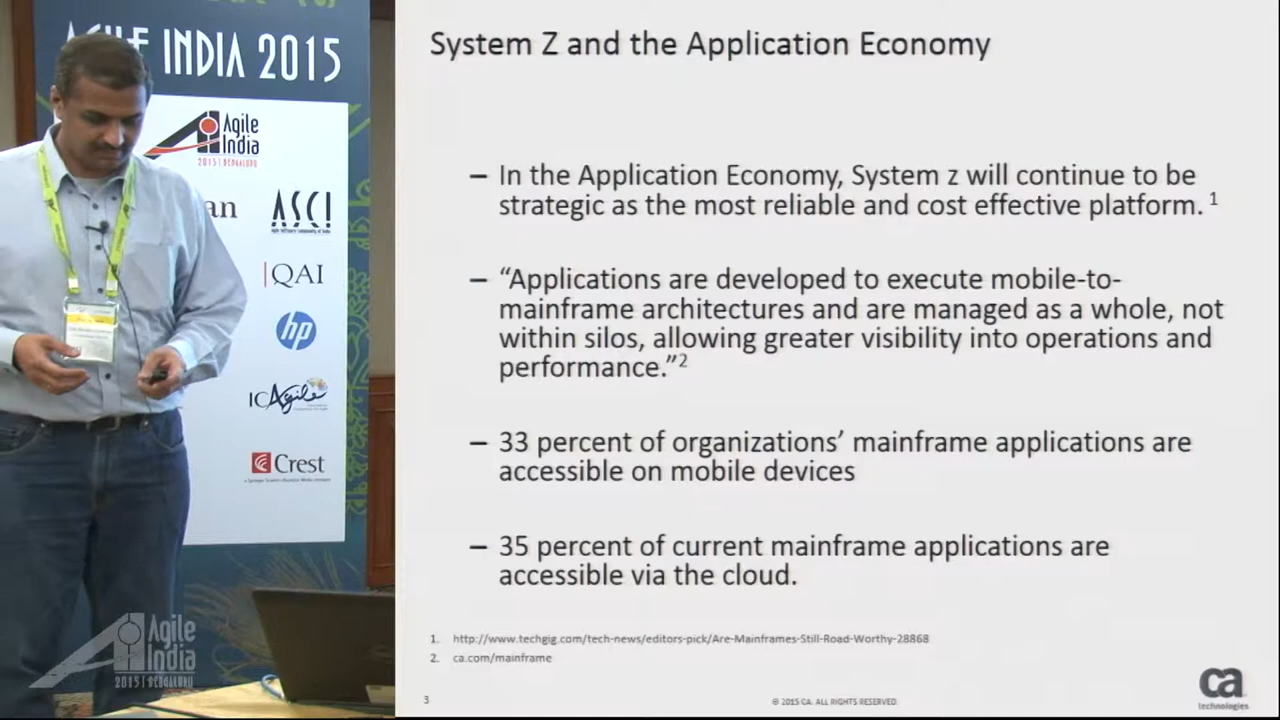 AGILE INDIA 2015
Agile
India
2015 | BENGALURU
an
ASCI
QAI
hp
ICAgile
Crest
Agile
India
2015 | BENGALURU
System Z and the Application Economy
– In the Application Economy, System z will continue to be
strategic as the most reliable and cost effective platform. 1
– “Applications are developed to execute mobile-to-
mainframe architectures and are managed as a whole, not
within silos, allowing greater visibility into operations and
performance.”2
– 33 percent of organizations’ mainframe applications are
accessible on mobile devices
– 35 percent of current mainframe applications are
accessible via the cloud.
1. http://www.techgig.com/tech-news/editors-pick/Are-Mainframes-Still-Road-Worthy-28868
2. ca.com/mainframe
3
© 2015 CA. ALL RIGHTS RESERVED.
ca
technologies